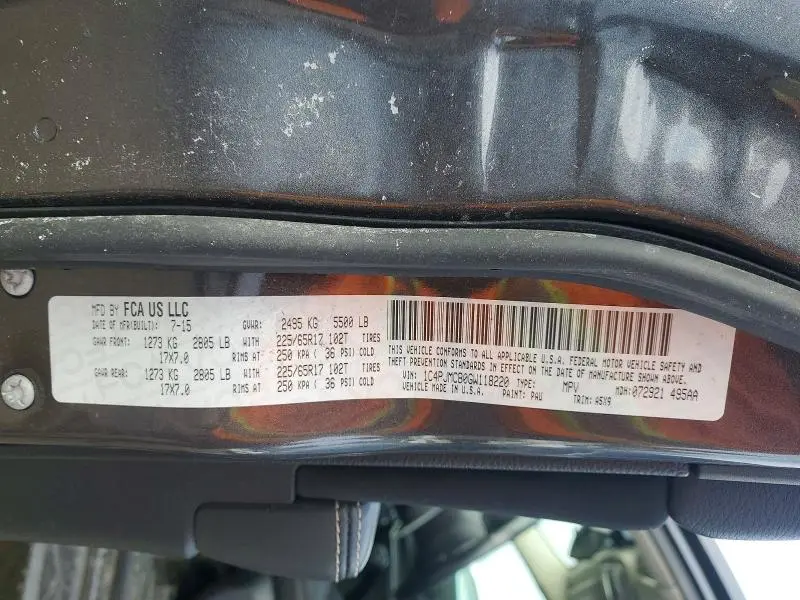 MFD BY FCA US LLC
DATE OF MFR(BUILT): 7-15 GVWR: 2495 KG 5500 LB
GAWR FRONT: 1273 KG 2805 LB WITH 225/65R17 102T TIRES
17X7.0 RIMS AT 250 KPA ( 36 PSI) COLD
GAWR REAR: 1273 KG 2805 LB WITH 225/65R17 102T TIRES
17X7.0 RIMS AT 250 KPA ( 36 PSI) COLD
THIS VEHICLE CONFORMS TO ALL APPLICABLE U.S.A. FEDERAL MOTOR VEHICLE SAFETY AND
THEFT PREVENTION STANDARDS IN EFFECT ON THE DATE OF MANUFACTURE SHOWN ABOVE.
VIN: 1C4PJMCB0GW118220 TYPE: MPV MDH: 072921 495AA
VEHICLE MADE IN U.S.A. PAINT: PAU TRIM: A5X9